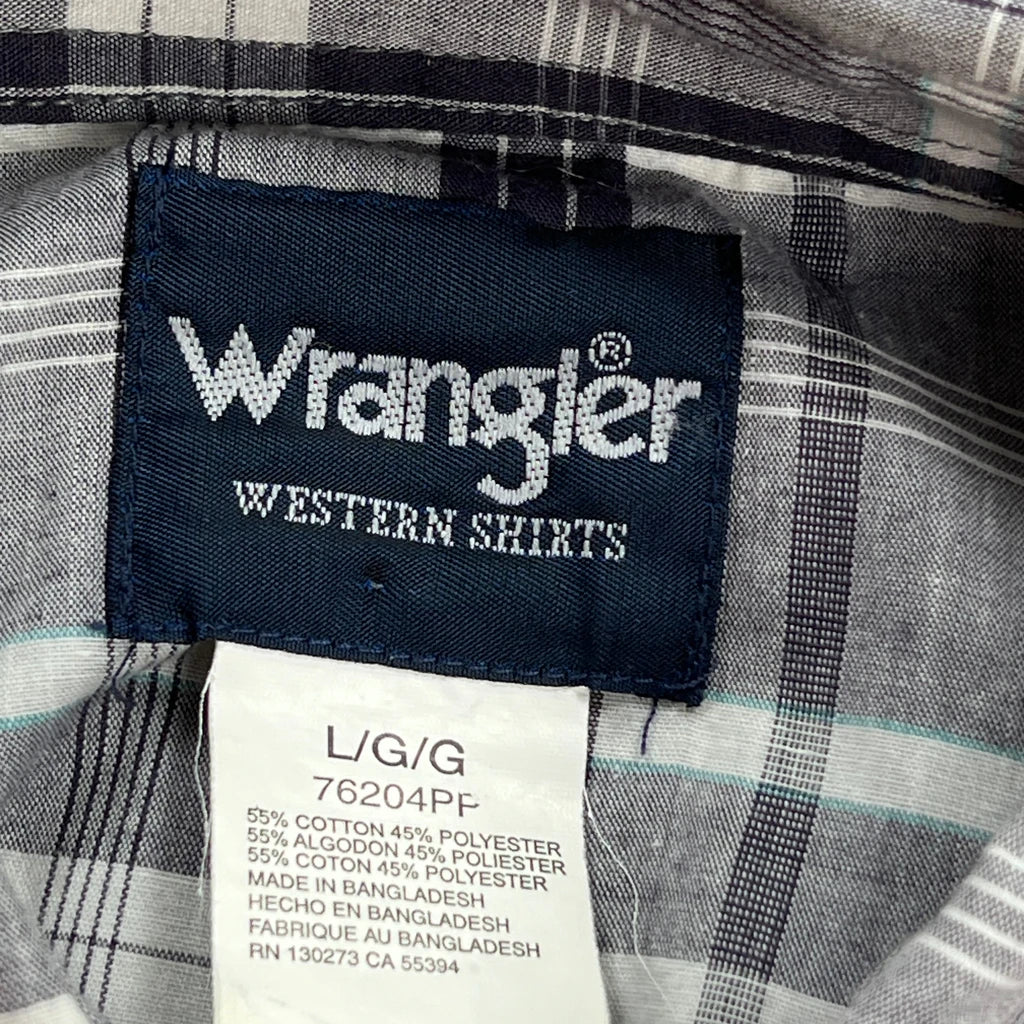 Wrangler®
WESTERN SHIRTS
L/G/G
76204PP
55% COTTON 45% POLYESTER
55% ALGODON 45% POLIESTER
55% COTON 45% POLYESTER
MADE IN BANGLADESH
HECHO EN BANGLADESH
FABRIQUE AU BANGLADESH
RN 130273 CA 55394